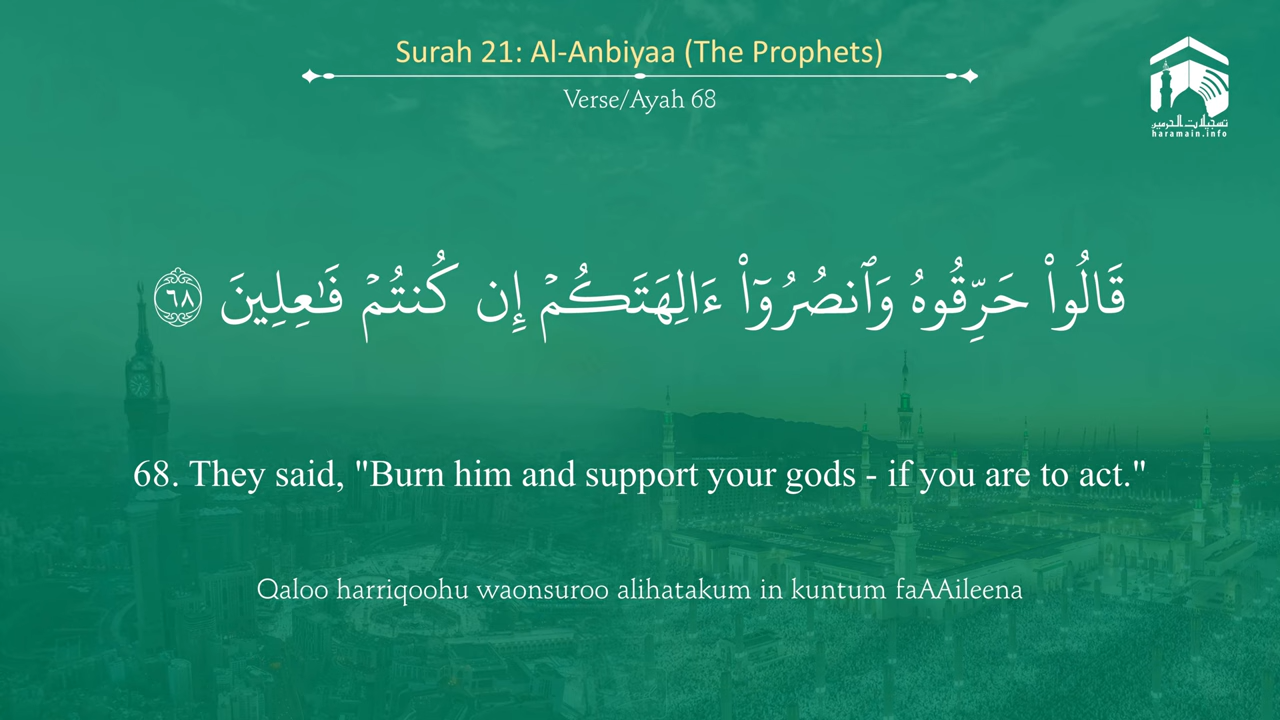 Surah 21: Al-Anbiyaa (The Prophets)
Verse/Ayah 68
تسجيلات الحرمين
haramain.info
قَالُوا۟ حَرِّقُوهُ وَٱنصُرُوٓا۟ ءَالِهَتَكُمْ إِن كُنتُمْ فَـٰعِلِينَ ٦٨
68. They said, "Burn him and support your gods - if you are to act."
Qaloo harriqoohu waonsuroo alihatakum in kuntum faAAileena